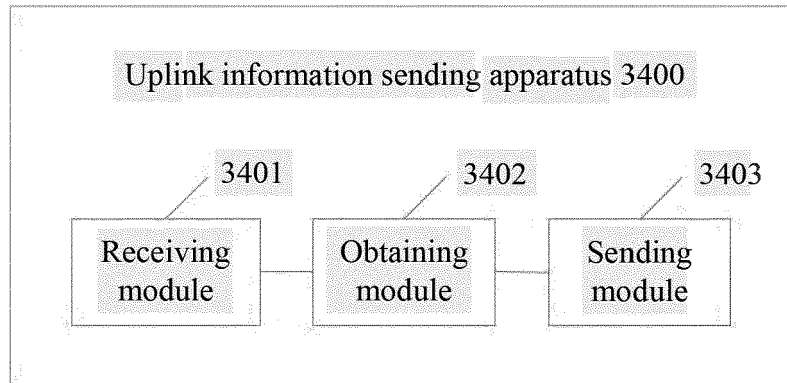 Uplink information sending apparatus 3400
3401
3402
3403
Receiving
module
Obtaining
module
Sending
module